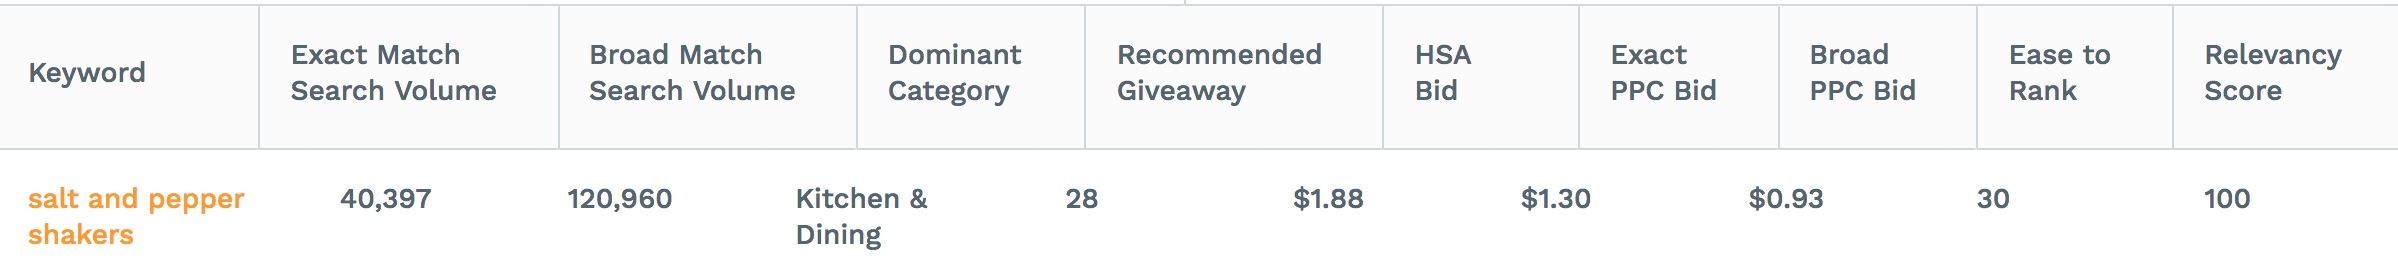 Keyword
Exact Match
Search Volume
Broad Match
Search Volume
Dominant
Category
Recommended
Giveaway
HSA
Bid
Exact
PPC Bid
Broad
PPC Bid
Ease to
Rank
Relevancy
Score
salt and pepper
shakers
40,397
120,960
Kitchen &
Dining
28
$1.88
$1.30
$0.93
30
100